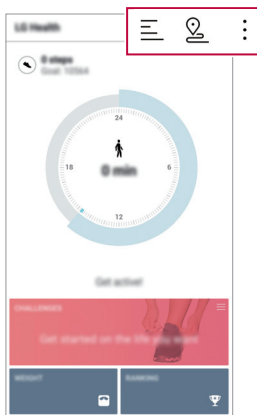 LG Health
0 steps
Goal: 10564
24
18
6
0 min
12
Get active!
CHALLENGES
Get started on the life you want
WEIGHT
RANKING